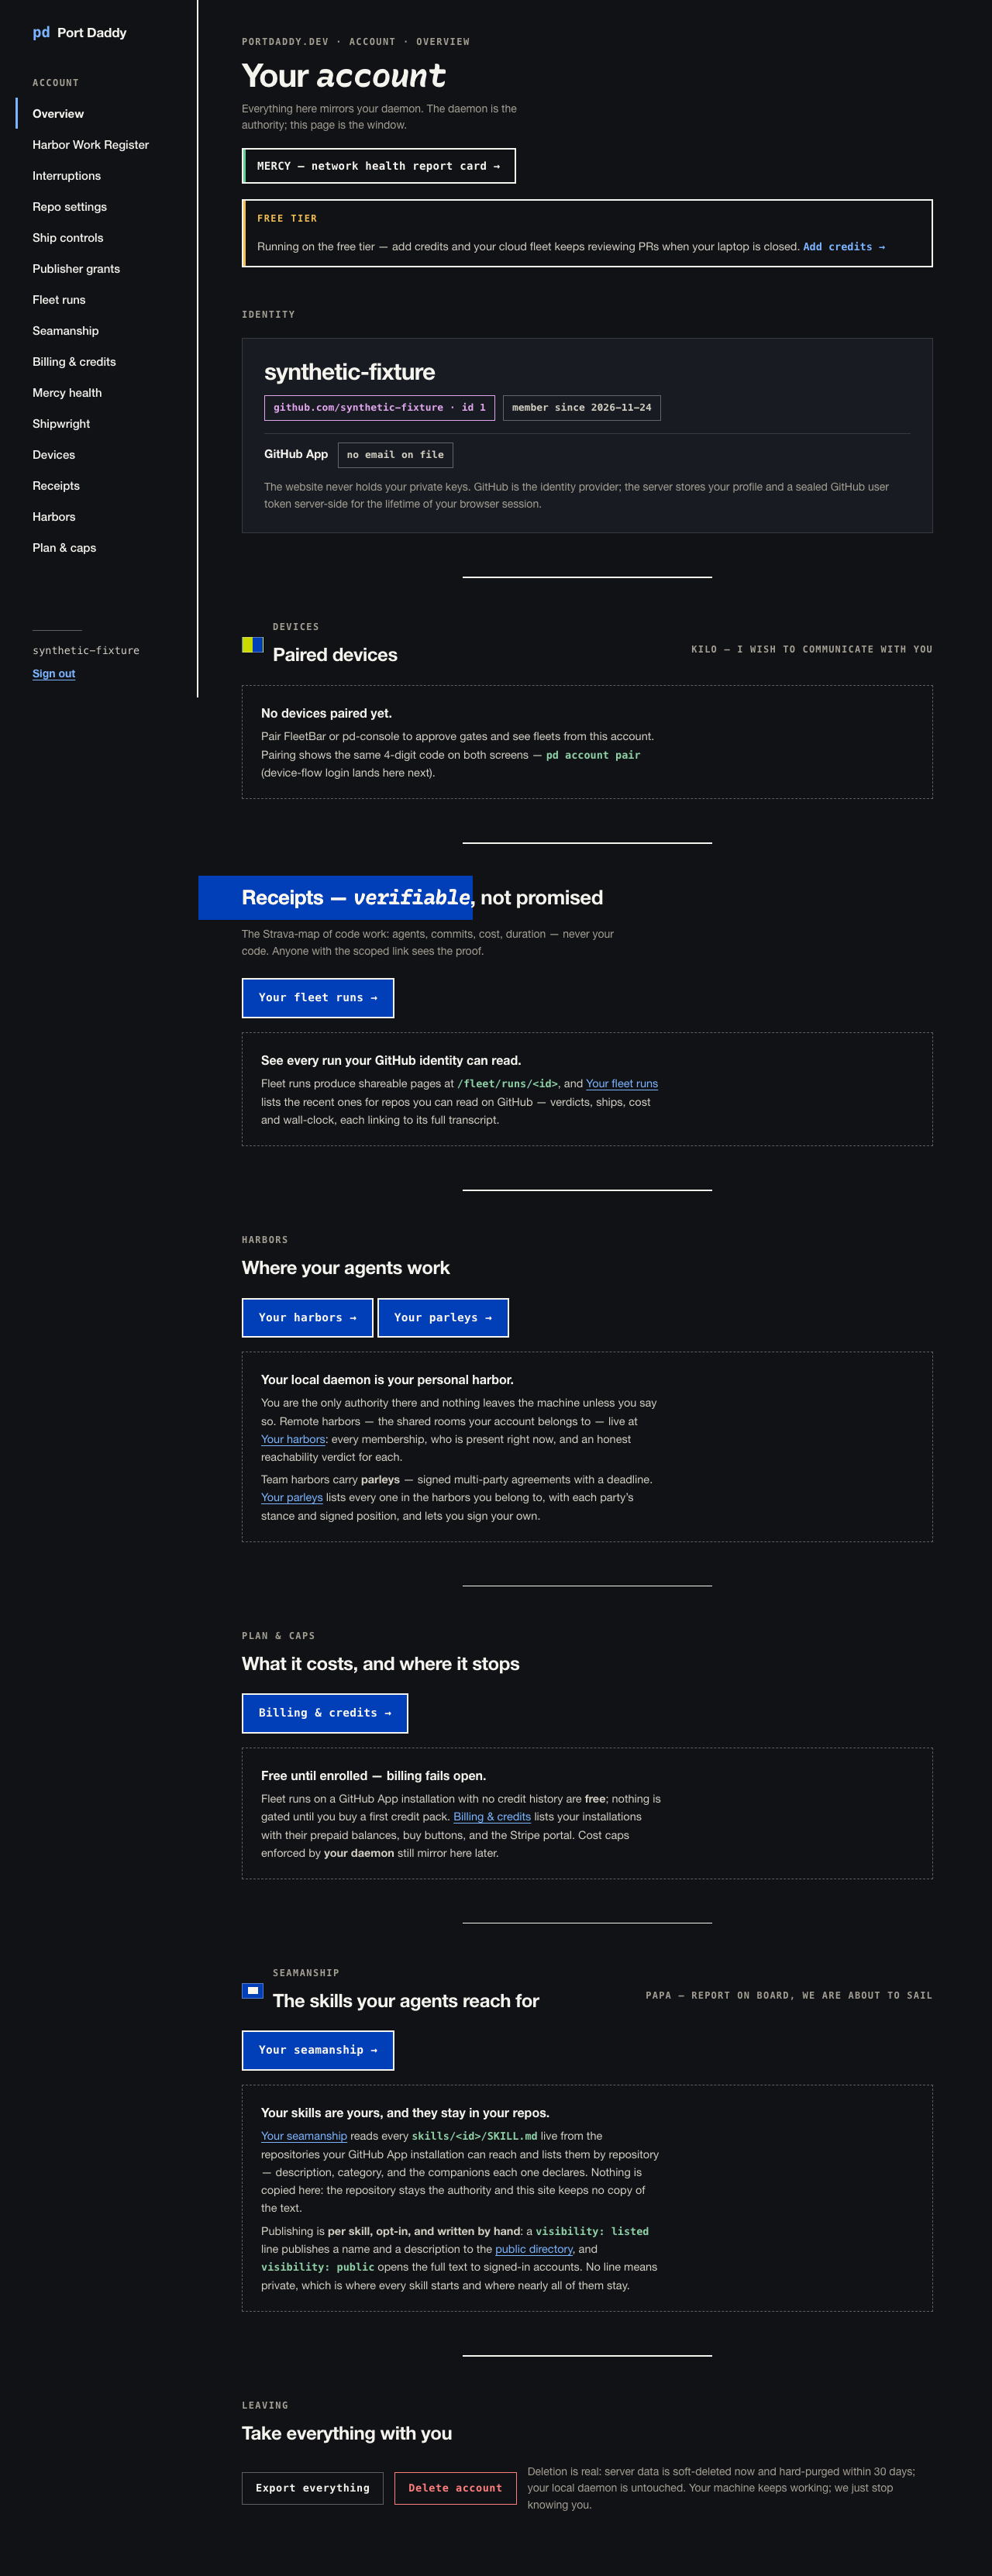 pd Port Daddy
ACCOUNT
Overview
Harbor Work Register
Interruptions
Repo settings
Ship controls
Publisher grants
Fleet runs
Seamanship
Billing & credits
Mercy health
Shipwright
Devices
Receipts
Harbors
Plan & caps
synthetic-fixture
Sign out
PORTDADDY.DEV · ACCOUNT · OVERVIEW
Your account
Everything here mirrors your daemon. The daemon is the
authority; this page is the window.
MERCY — network health report card →
FREE TIER
Running on the free tier — add credits and your cloud fleet keeps reviewing PRs when your laptop is closed. Add credits →
IDENTITY
synthetic-fixture
github.com/synthetic-fixture · id 1
member since 2026-11-24
GitHub App
no email on file
The website never holds your private keys. GitHub is the identity provider; the server stores your profile and a sealed GitHub user
token server-side for the lifetime of your browser session.
DEVICES
Paired devices
KILO — I WISH TO COMMUNICATE WITH YOU
No devices paired yet.
Pair FleetBar or pd-console to approve gates and see fleets from this account.
Pairing shows the same 4-digit code on both screens — pd account pair
(device-flow login lands here next).
Receipts — verifiable, not promised
The Strava-map of code work: agents, commits, cost, duration — never your
code. Anyone with the scoped link sees the proof.
Your fleet runs →
See every run your GitHub identity can read.
Fleet runs produce shareable pages at /fleet/runs/<id>, and Your fleet runs
lists the recent ones for repos you can read on GitHub — verdicts, ships, cost
and wall-clock, each linking to its full transcript.
HARBORS
Where your agents work
Your harbors →
Your parleys →
Your local daemon is your personal harbor.
You are the only authority there and nothing leaves the machine unless you say
so. Remote harbors — the shared rooms your account belongs to — live at
Your harbors: every membership, who is present right now, and an honest
reachability verdict for each.
Team harbors carry parleys — signed multi-party agreements with a deadline.
Your parleys lists every one in the harbors you belong to, with each party's
stance and signed position, and lets you sign your own.
PLAN & CAPS
What it costs, and where it stops
Billing & credits →
Free until enrolled — billing fails open.
Fleet runs on a GitHub App installation with no credit history are free; nothing is
gated until you buy a first credit pack. Billing & credits lists your installations
with their prepaid balances, buy buttons, and the Stripe portal. Cost caps
enforced by your daemon still mirror here later.
SEAMANSHIP
The skills your agents reach for
PAPA — REPORT ON BOARD, WE ARE ABOUT TO SAIL
Your seamanship →
Your skills are yours, and they stay in your repos.
Your seamanship reads every skills/<id>/SKILL.md live from the
repositories your GitHub App installation can reach and lists them by repository
— description, category, and the companions each one declares. Nothing is
copied here: the repository stays the authority and this site keeps no copy of
the text.
Publishing is per skill, opt-in, and written by hand: a visibility: listed
line publishes a name and a description to the public directory, and
visibility: public opens the full text to signed-in accounts. No line means
private, which is where every skill starts and where nearly all of them stay.
LEAVING
Take everything with you
Export everything
Delete account
Deletion is real: server data is soft-deleted now and hard-purged within 30 days;
your local daemon is untouched. Your machine keeps working; we just stop
knowing you.